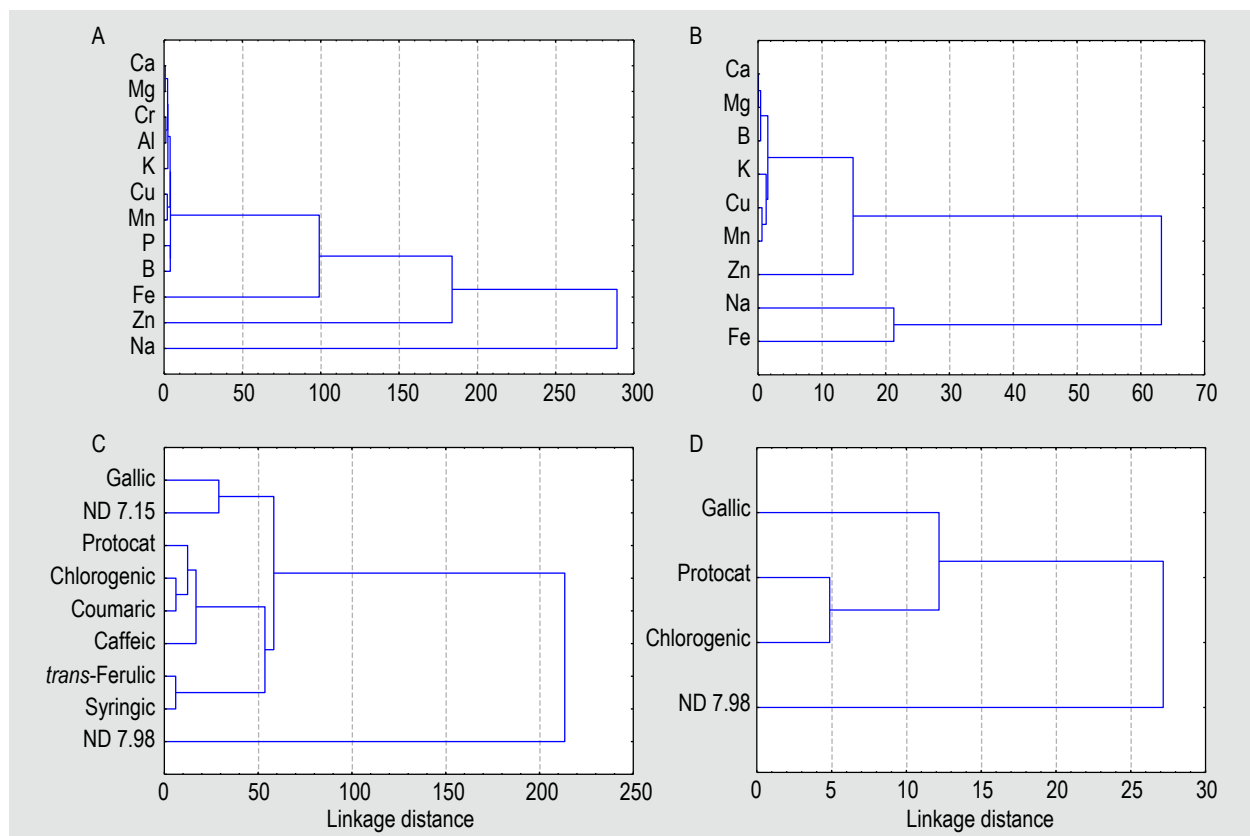 A
Ca
Mg
Cr
Al
K
Cu
Mn
P
B
Fe
Zn
Na
0 50 100 150 200 250 300
B
Ca
Mg
B
K
Cu
Mn
Zn
Na
Fe
0 10 20 30 40 50 60 70
C
Gallic
ND 7.15
Protocat
Chlorogenic
Coumaric
Caffeic
trans-Ferulic
Syringic
ND 7.98
0 50 100 150 200 250
Linkage distance
D
Gallic
Protocat
Chlorogenic
ND 7.98
0 5 10 15 20 25 30
Linkage distance